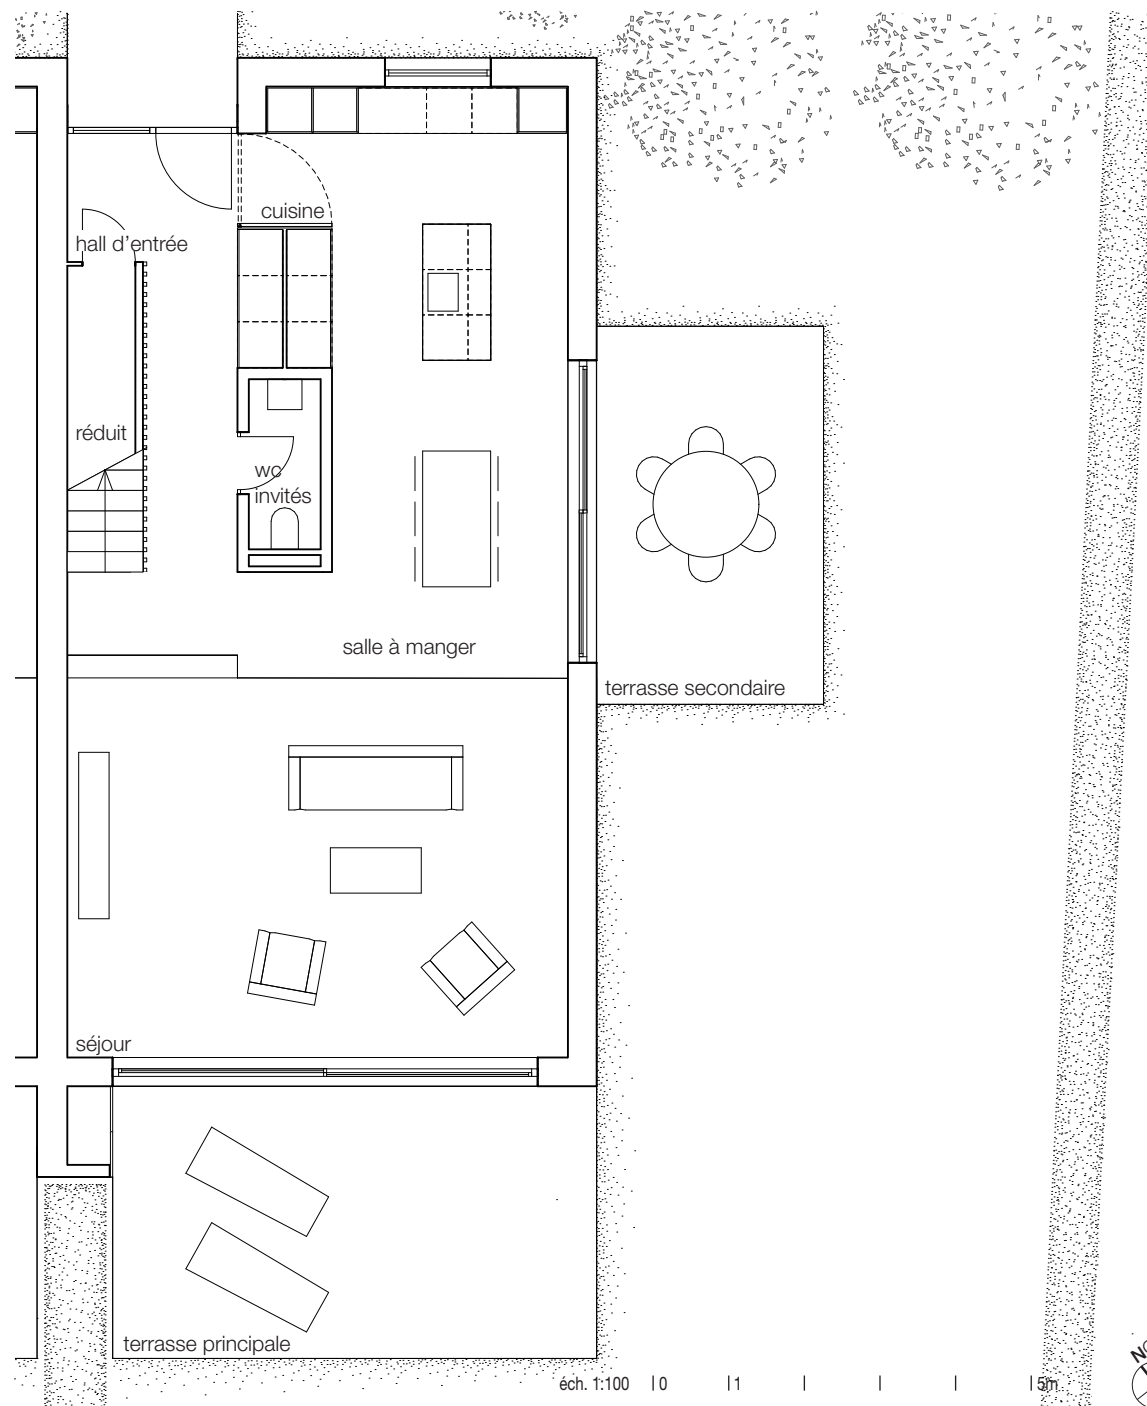 cuisine
hall d’entrée
réduit
wc
invités
salle à manger
terrasse secondaire
séjour
terrasse principale
éch. 1:100 0 1 5m